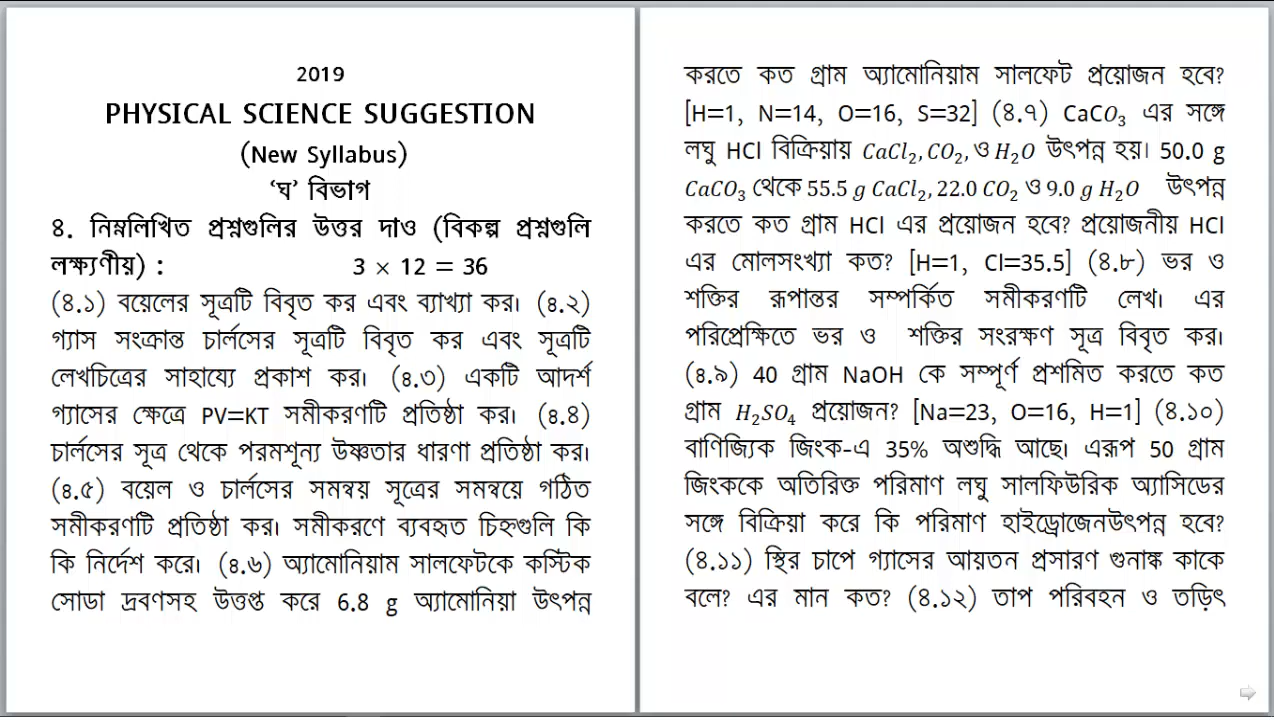 2019
PHYSICAL SCIENCE SUGGESTION
(New Syllabus)
‘ঘ’ বিভাগ
৪. নিম্নলিখিত প্রশ্নগুলির উত্তর দাও (বিকল্প প্রশ্নগুলি
লক্ষ্যণীয়) : 3 × 12 = 36
(৪.১) বয়েলের সূত্রটি বিবৃত কর এবং ব্যাখ্যা কর। (৪.২)
গ্যাস সংক্রান্ত চার্লসের সূত্রটি বিবৃত কর এবং সূত্রটি
লেখচিত্রের সাহায্যে প্রকাশ কর। (৪.৩) একটি আদর্শ
গ্যাসের ক্ষেত্রে PV=KT সমীকরণটি প্রতিষ্ঠা কর। (৪.৪)
চার্লসের সূত্র থেকে পরমশূন্য উষ্ণতার ধারণা প্রতিষ্ঠা কর।
(৪.৫) বয়েল ও চার্লসের সমন্বয় সূত্রের সমন্বয়ে গঠিত
সমীকরণটি প্রতিষ্ঠা কর। সমীকরণে ব্যবহৃত চিহ্নগুলি কি
কি নির্দেশ করে। (৪.৬) অ্যামোনিয়াম সালফেটকে কস্টিক
সোডা দ্রবণসহ উত্তপ্ত করে 6.8 g অ্যামোনিয়া উৎপন্ন
করতে কত গ্রাম অ্যামোনিয়াম সালফেট প্রয়োজন হবে?
[H=1, N=14, O=16, S=32] (৪.৭) CaCO₃ এর সঙ্গে
লঘু HCl বিক্রিয়ায় CaCl₂, CO₂, ও H₂O উৎপন্ন হয়। 50.0 g
CaCO₃ থেকে 55.5 g CaCl₂, 22.0 CO₂ ও 9.0 g H₂O উৎপন্ন
করতে কত গ্রাম HCl এর প্রয়োজন হবে? প্রয়োজনীয় HCl
এর মোলসংখ্যা কত? [H=1, Cl=35.5] (৪.৮) ভর ও
শক্তির রূপান্তর সম্পর্কিত সমীকরণটি লেখ। এর
পরিপ্রেক্ষিতে ভর ও শক্তির সংরক্ষণ সূত্র বিবৃত কর।
(৪.৯) 40 গ্রাম NaOH কে সম্পূর্ণ প্রশমিত করতে কত
গ্রাম H₂SO₄ প্রয়োজন? [Na=23, O=16, H=1] (৪.১০)
বাণিজ্যিক জিংক-এ 35% অশুদ্ধি আছে। এরূপ 50 গ্রাম
জিংককে অতিরিক্ত পরিমাণ লঘু সালফিউরিক অ্যাসিডের
সঙ্গে বিক্রিয়া করে কি পরিমাণ হাইড্রোজেনউৎপন্ন হবে?
(৪.১১) স্থির চাপে গ্যাসের আয়তন প্রসারণ গুনাঙ্ক কাকে
বলে? এর মান কত? (৪.১২) তাপ পরিবহন ও তড়িৎ